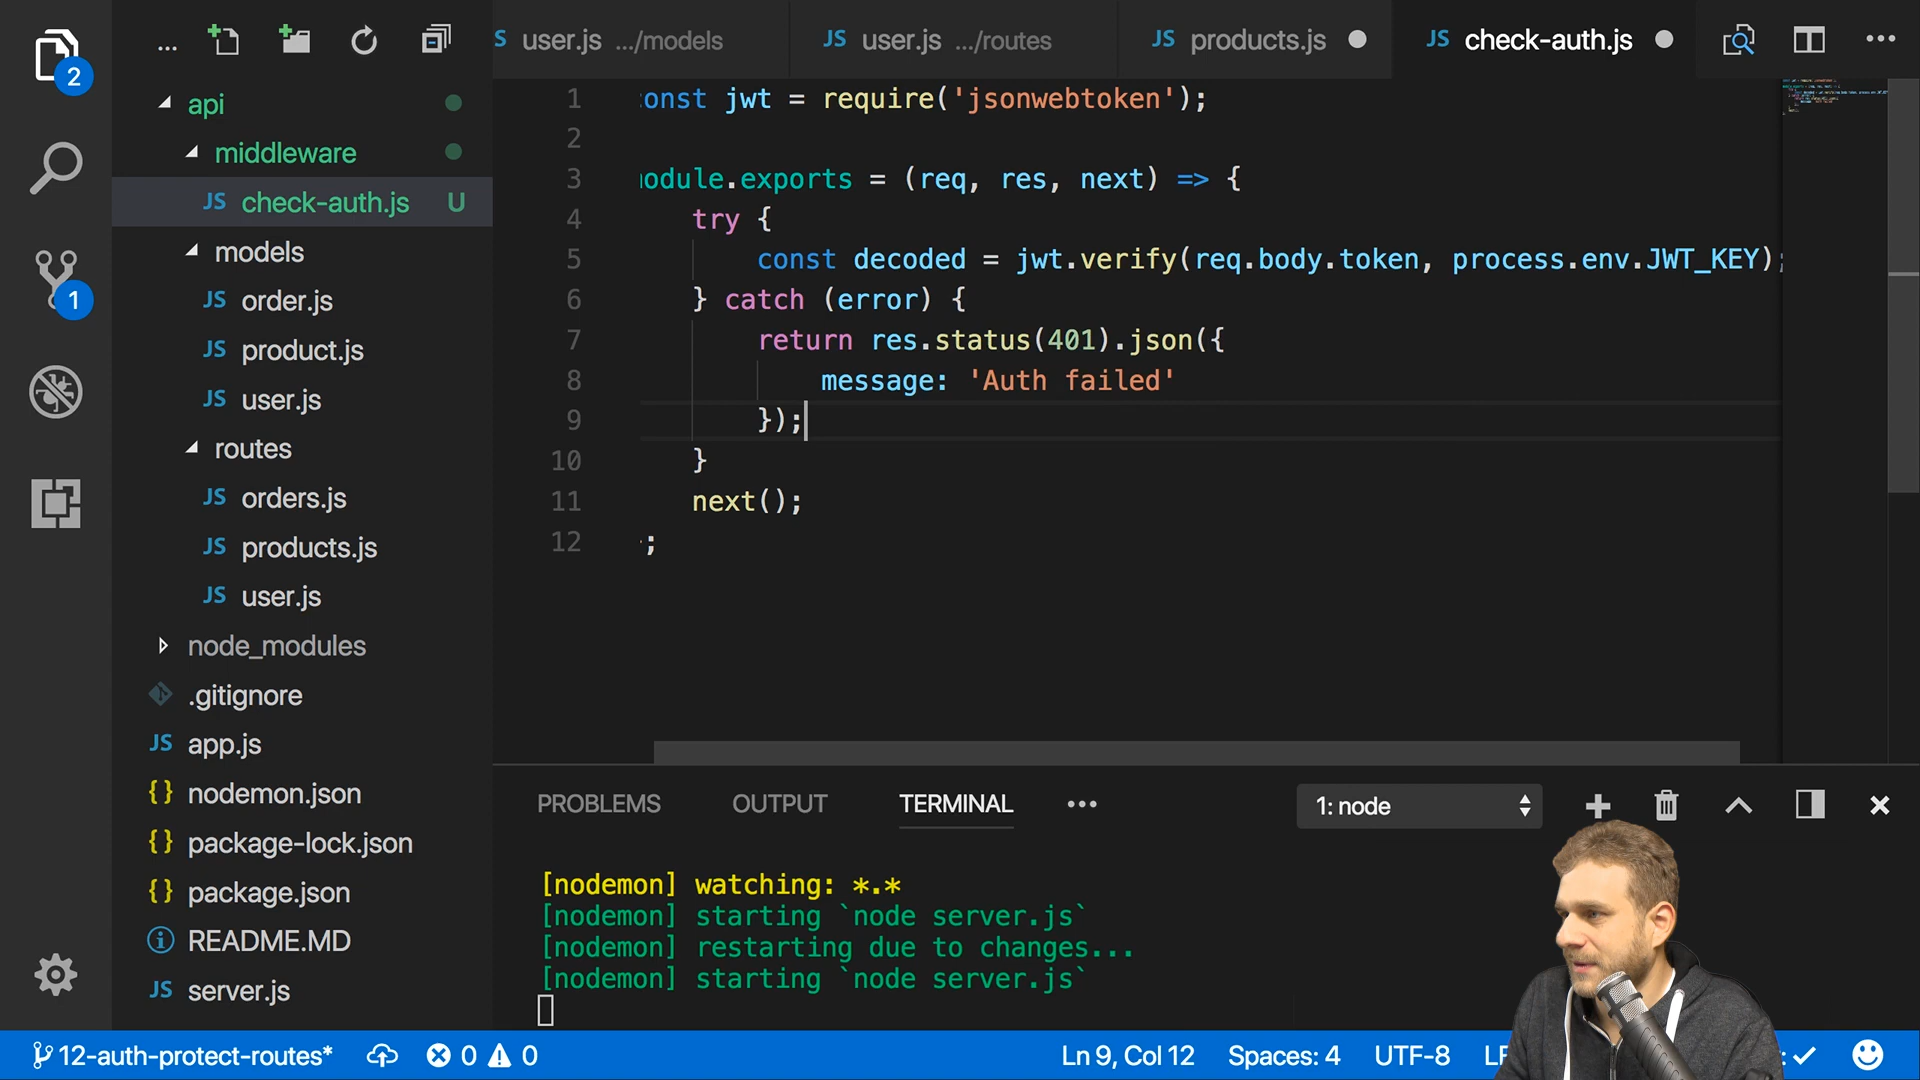 2
1
...
api
middleware
JS check-auth.js U
models
JS order.js
JS product.js
JS user.js
routes
JS orders.js
JS products.js
JS user.js
node_modules
.gitignore
JS app.js
{} nodemon.json
{} package-lock.json
{} package.json
README.MD
JS server.js
S user.js .../models
JS user.js .../routes
JS products.js
JS check-auth.js
1 const jwt = require('jsonwebtoken');
2
3 module.exports = (req, res, next) => {
4 try {
5 const decoded = jwt.verify(req.body.token, process.env.JWT_KEY);
6 } catch (error) {
7 return res.status(401).json({
8 message: 'Auth failed'
9 });
10 }
11 next();
12 };
PROBLEMS OUTPUT TERMINAL ...
1: node
[nodemon] watching: *.*
[nodemon] starting `node server.js`
[nodemon] restarting due to changes...
[nodemon] starting `node server.js`
12-auth-protect-routes* 0 0 Ln 9, Col 12 Spaces: 4 UTF-8